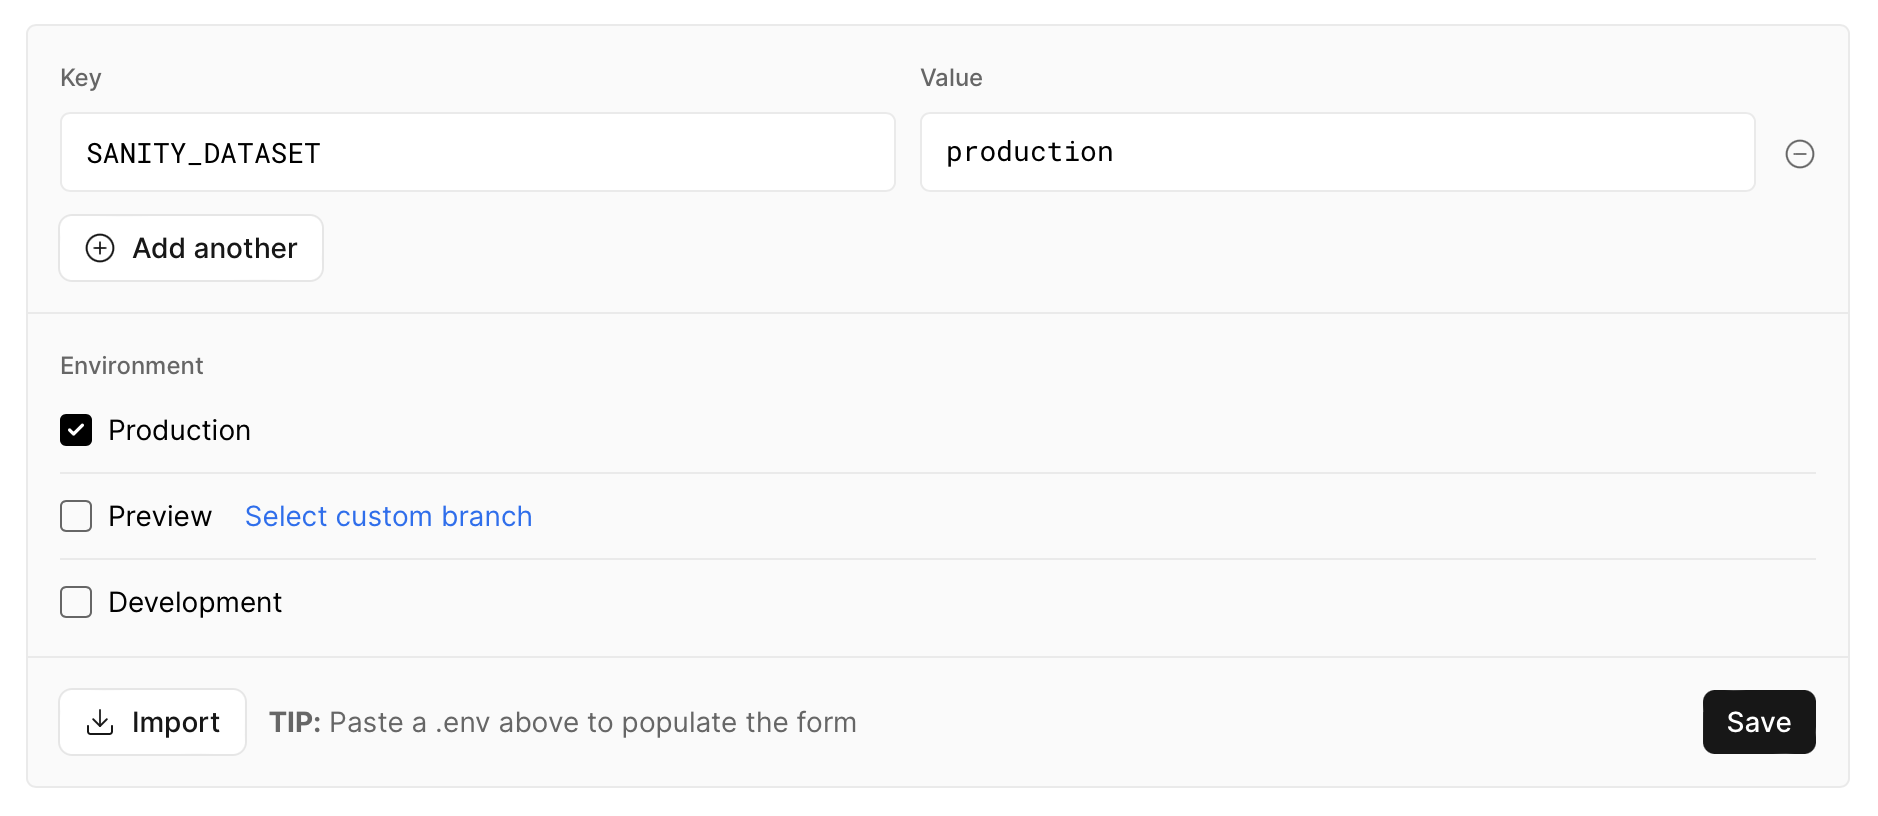 Key
Value
SANITY_DATASET
production
Add another
Environment
Production
Preview Select custom branch
Development
Import TIP: Paste a .env above to populate the form Save